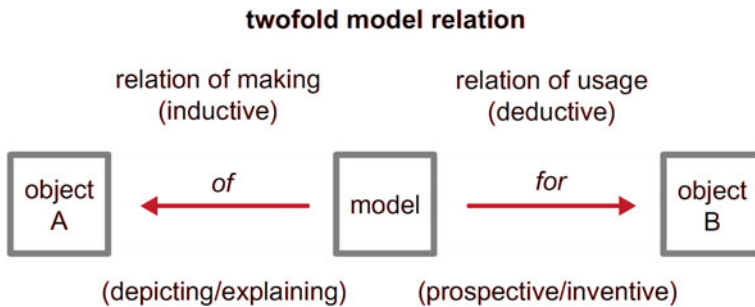 twofold model relation
relation of making
(inductive)
relation of usage
(deductive)
object
A
of
model
for
object
B
(depicting/explaining)
(prospective/inventive)